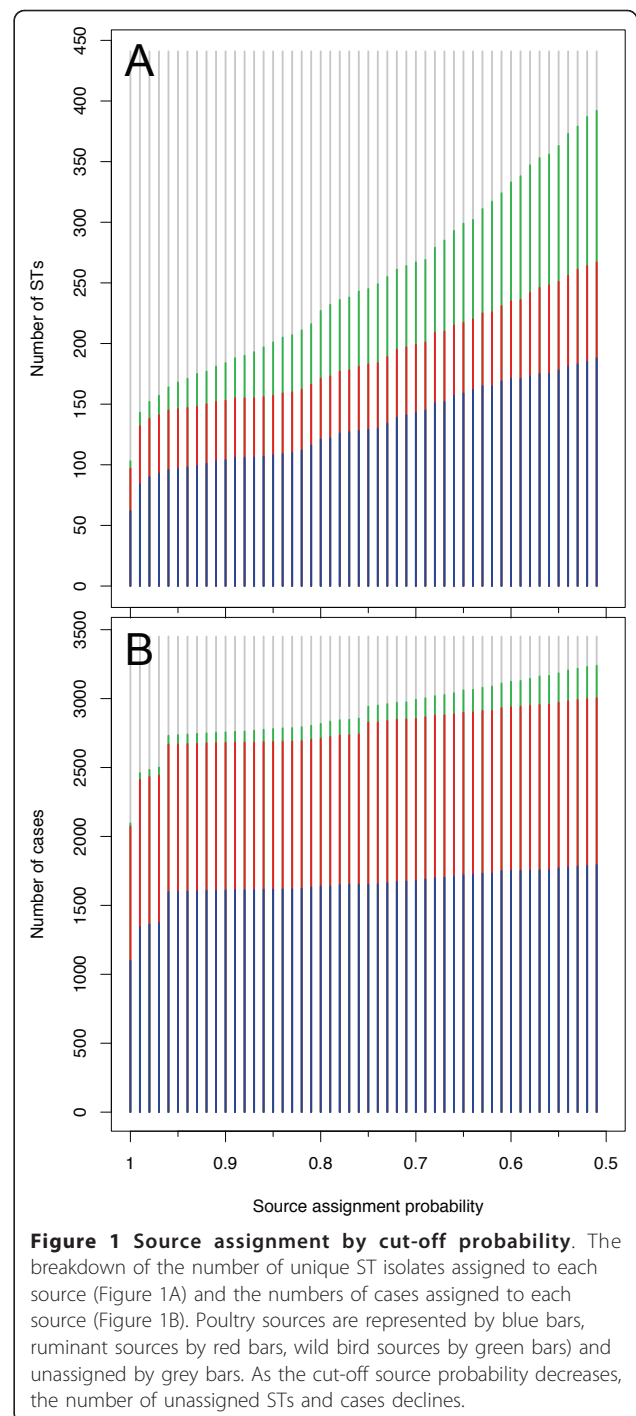 A
450
400
350
300
250
200
150
100
50
0
Number of STs
B
3500
3000
2500
2000
1500
1000
500
0
Number of cases
1 0.9 0.8 0.7 0.6 0.5
Source assignment probability
Figure 1 Source assignment by cut-off probability. The
breakdown of the number of unique ST isolates assigned to each
source (Figure 1A) and the numbers of cases assigned to each
source (Figure 1B). Poultry sources are represented by blue bars,
ruminant sources by red bars, wild bird sources by green bars) and
unassigned by grey bars. As the cut-off source probability decreases,
the number of unassigned STs and cases declines.